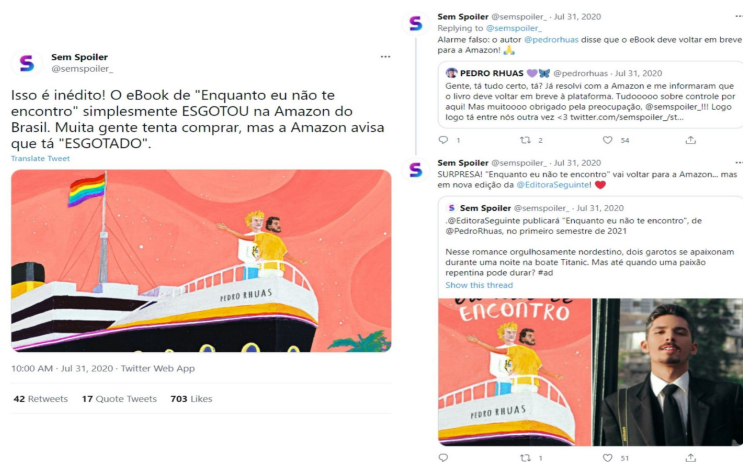 Sem Spoiler
@semspoiler_
Isso é inédito! O eBook de "Enquanto eu não te
encontro" simplesmente ESGOTOU na Amazon do
Brasil. Muita gente tenta comprar, mas a Amazon avisa
que tá "ESGOTADO".
Translate Tweet
PEDRO RHUAS
10:00 AM · Jul 31, 2020 · Twitter Web App
42 Retweets 17 Quote Tweets 703 Likes
Sem Spoiler @semspoiler_ · Jul 31, 2020
Replying to @semspoiler_
Alarme falso: o autor @pedrorhuas disse que o eBook deve voltar em breve
para a Amazon! 🙏
PEDRO RHUAS 💜🦋 @pedrorhuas · Jul 31, 2020
Gente, tá tudo certo, tá? Já resolvi com a Amazon e me informaram que
o livro deve voltar em breve à plataforma. Tudooooo sobre controle por
aqui! Mas muitoooo obrigado pela preocupação, @semspoiler_!!! Logo
logo tá entre nós outra vez <3 twitter.com/semspoiler_/st...
1 2 54
Sem Spoiler @semspoiler_ · Jul 31, 2020
SURPRESA! "Enquanto eu não te encontro" vai voltar para a Amazon... mas
em nova edição da @EditoraSeguinte! ❤️
Sem Spoiler @semspoiler_ · Jul 31, 2020
.@EditoraSeguinte publicará "Enquanto eu não te encontro", de
@PedroRhuas, no primeiro semestre de 2021
Nesse romance orgulhosamente nordestino, dois garotos se apaixonam
durante uma noite na boate Titanic. Mas até quando uma paixão
repentina pode durar? #ad
Show this thread
ENCONTRO
PEDRO RHUAS
1 51